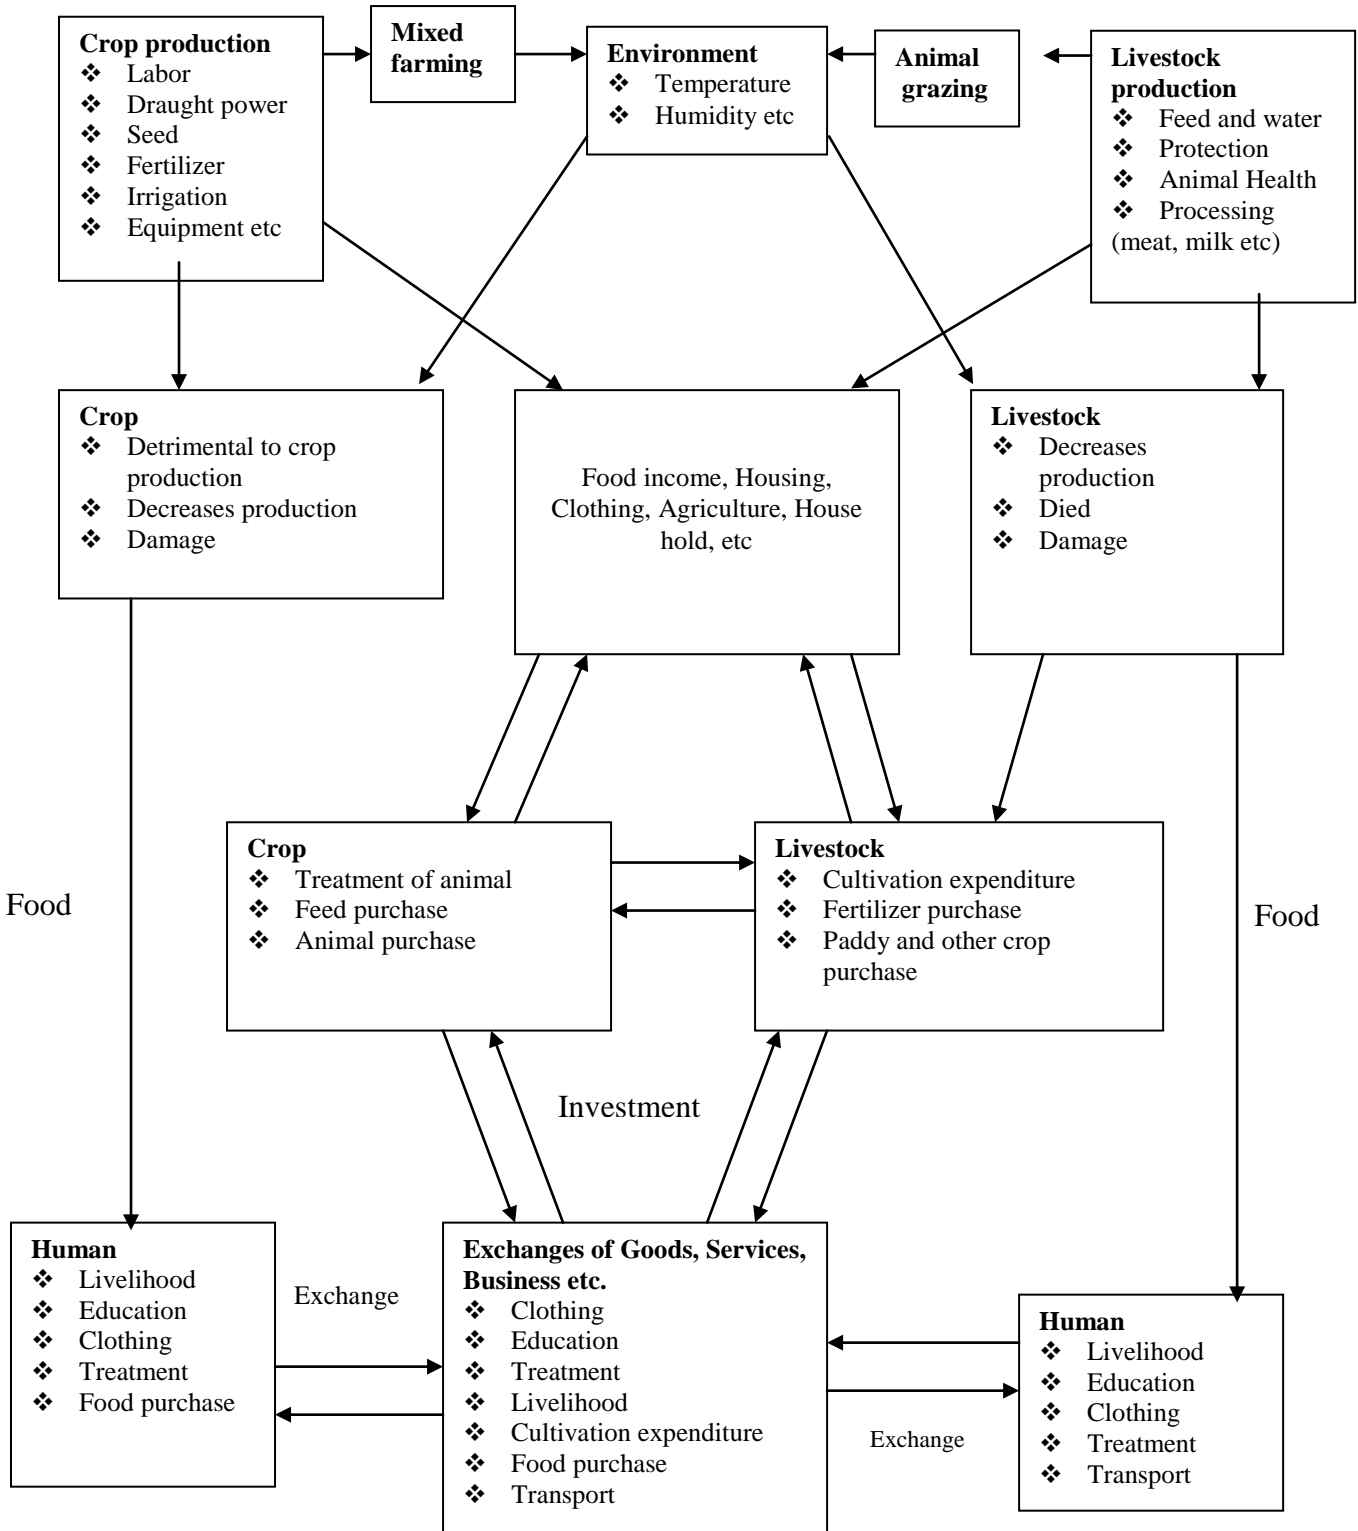 Crop production
❖ Labor
❖ Draught power
❖ Seed
❖ Fertilizer
❖ Irrigation
❖ Equipment etc
Mixed
farming
Environment
❖ Temperature
❖ Humidity etc
Animal
grazing
Livestock
production
❖ Feed and water
❖ Protection
❖ Animal Health
❖ Processing
(meat, milk etc)
Crop
❖ Detrimental to crop
production
❖ Decreases production
❖ Damage
Food income, Housing,
Clothing, Agriculture, House
hold, etc
Livestock
❖ Decreases
production
❖ Died
❖ Damage
Food
Crop
❖ Treatment of animal
❖ Feed purchase
❖ Animal purchase
Livestock
❖ Cultivation expenditure
❖ Fertilizer purchase
❖ Paddy and other crop
purchase
Food
Investment
Human
❖ Livelihood
❖ Education
❖ Clothing
❖ Treatment
❖ Food purchase
Exchange
Exchanges of Goods, Services,
Business etc.
❖ Clothing
❖ Education
❖ Treatment
❖ Livelihood
❖ Cultivation expenditure
❖ Food purchase
❖ Transport
Exchange
Human
❖ Livelihood
❖ Education
❖ Clothing
❖ Treatment
❖ Transport